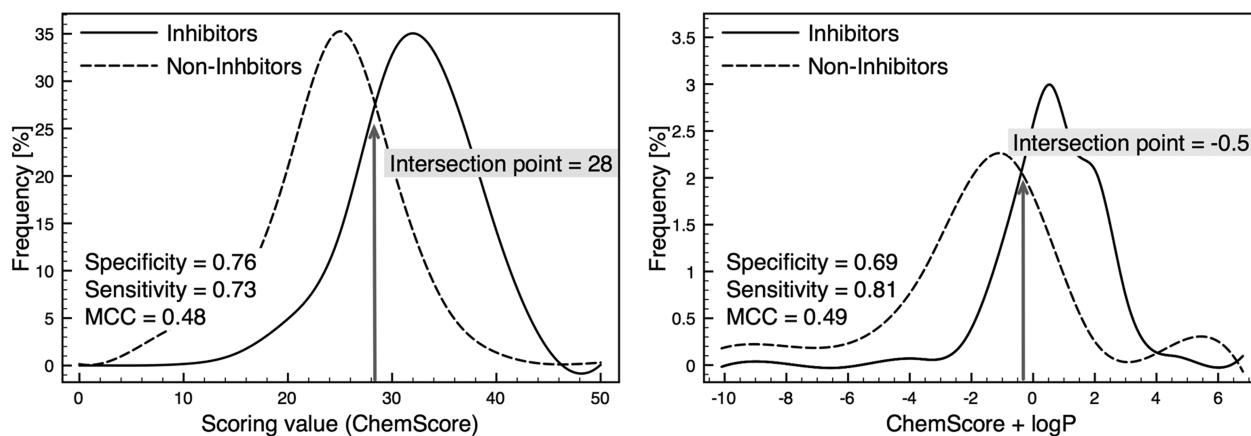 35
30
25
20
15
10
5
0
Frequency [%]
Inhibitors
Non-Inhbitors
Intersection point = 28
Specificity = 0.76
Sensitivity = 0.73
MCC = 0.48
0 10 20 30 40 50
Scoring value (ChemScore)
3.5
3
2.5
2
1.5
1
0.5
0
Frequency [%]
Inhibitors
Non-Inhibitors
Intersection point = -0.5
Specificity = 0.69
Sensitivity = 0.81
MCC = 0.49
-10 -8 -6 -4 -2 0 2 4 6
ChemScore + logP